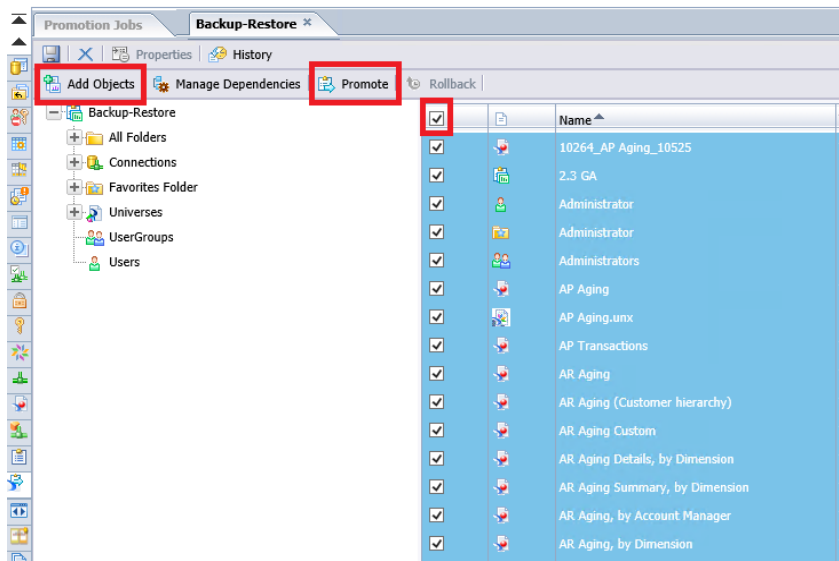 Promotion Jobs
Backup-Restore ×
Properties
History
Add Objects
Manage Dependencies
Promote
Rollback
Backup-Restore
All Folders
Connections
Favorites Folder
Universes
UserGroups
Users
Name
10264_AP Aging_10525
2.3 GA
Administrator
Administrator
Administrators
AP Aging
AP Aging.unx
AP Transactions
AR Aging
AR Aging (Customer hierarchy)
AR Aging Custom
AR Aging Details, by Dimension
AR Aging Summary, by Dimension
AR Aging, by Account Manager
AR Aging, by Dimension